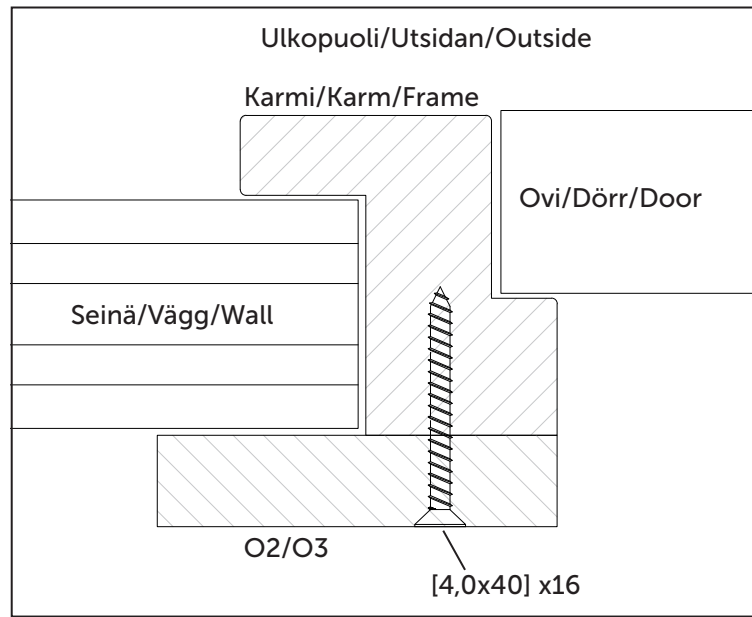 Ulkopuoli/Utsidan/Outside
Karmi/Karm/Frame
Ovi/Dörr/Door
Seinä/Vägg/Wall
O2/O3
[4,0x40] x16